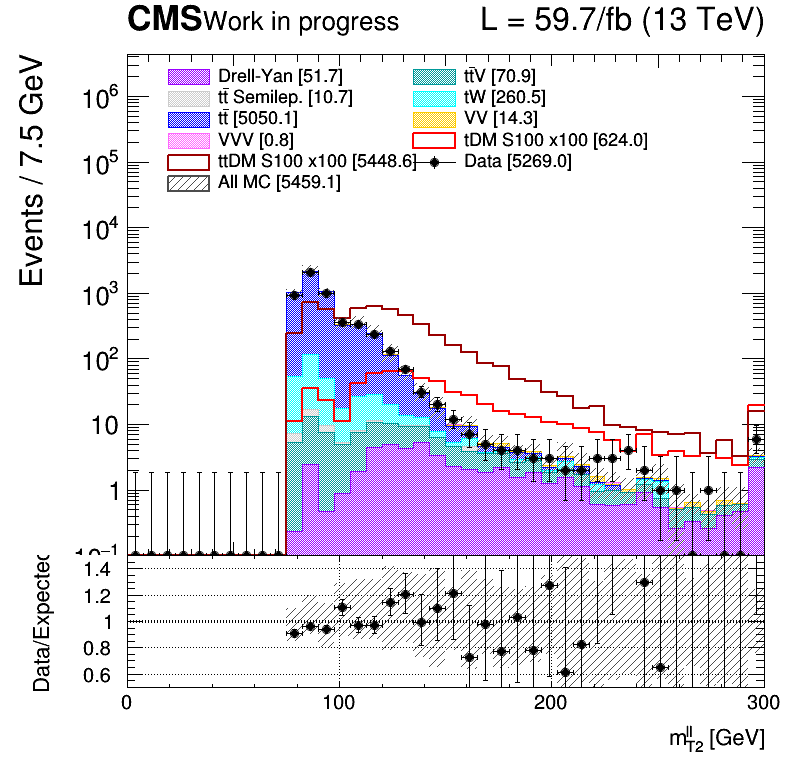 CMS Work in progress L = 59.7/fb (13 TeV)
Events / 7.5 GeV
Drell-Yan [51.7] tt̄V [70.9]
tt̄ Semilep. [10.7] tW [260.5]
tt̄ [5050.1] VV [14.3]
VVV [0.8] tDM S100 x100 [624.0]
ttDM S100 x100 [5448.6] Data [5269.0]
All MC [5459.1]
10⁶
10⁵
10⁴
10³
10²
10
1
10⁻¹
Data/Expected
1.4
1.2
1
0.8
0.6
0 100 200 300
m^{ll}_{T2} [GeV]